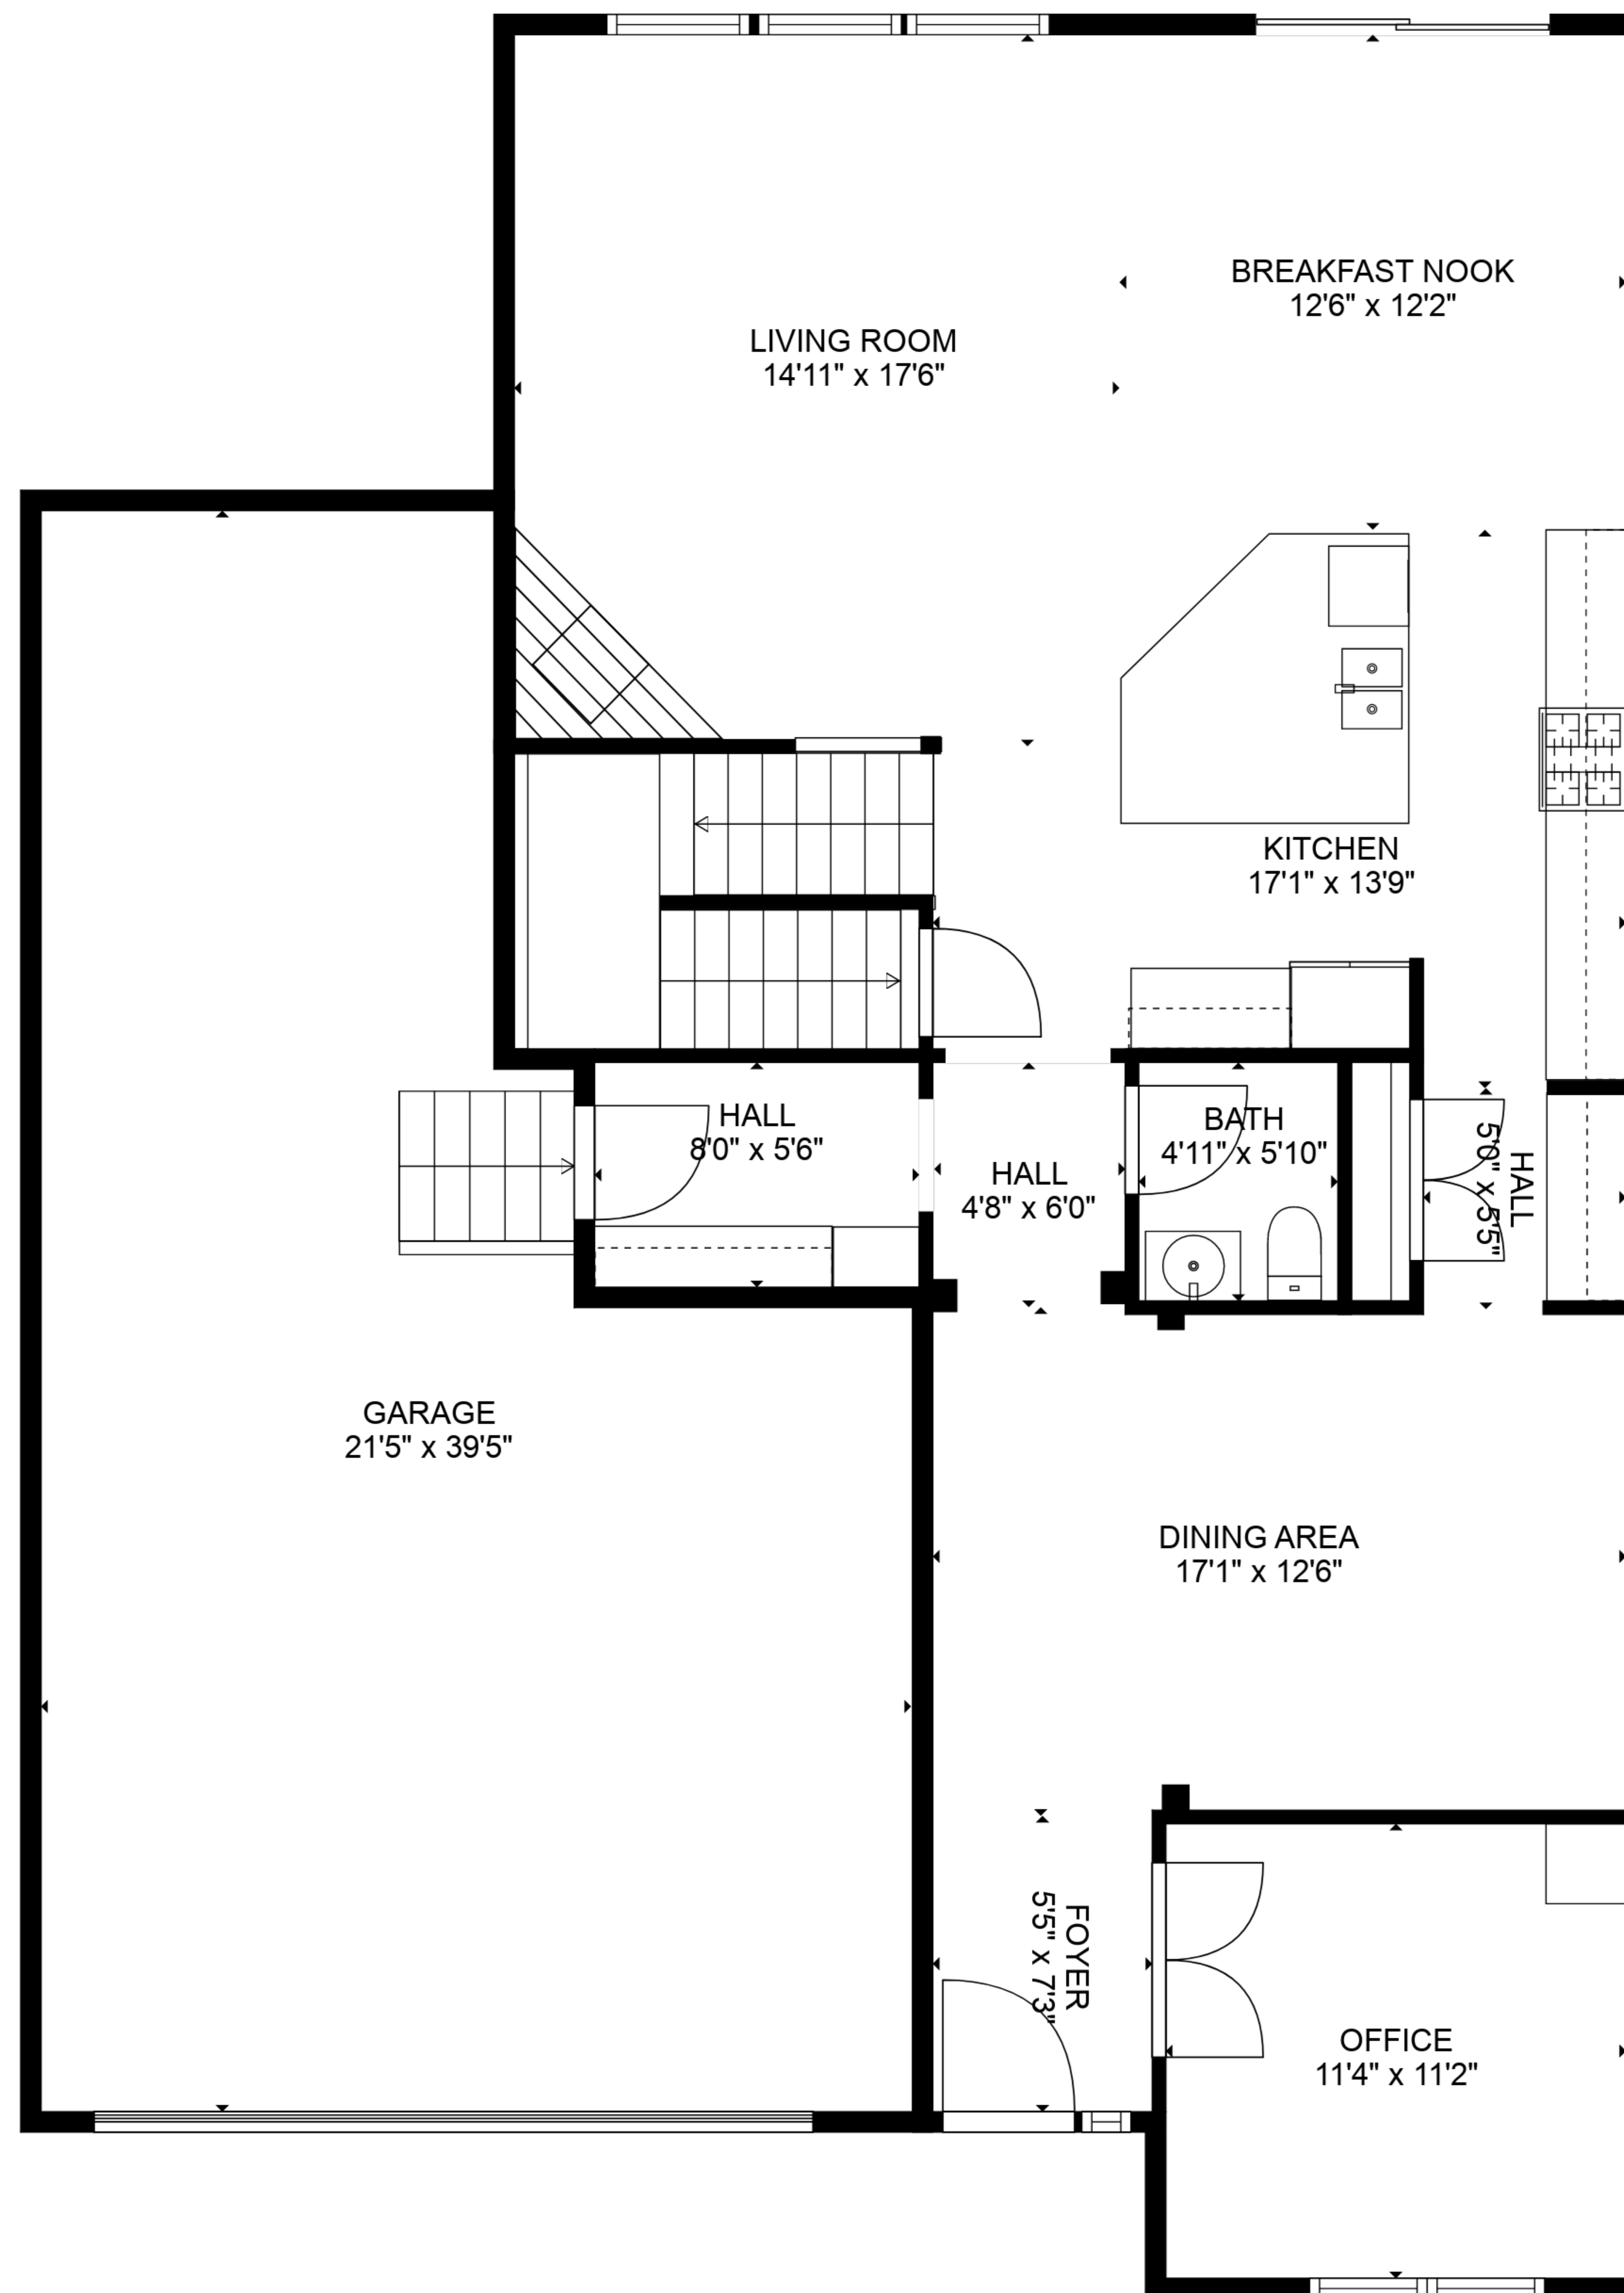 BREAKFAST NOOK
12'6" x 12'2"
LIVING ROOM
14'11" x 17'6"
KITCHEN
17'1" x 13'9"
HALL
8'0" x 5'6"
BATH
4'11" x 5'10"
HALL
4'8" x 6'0"
HALL
5'0" x 5'5"
GARAGE
21'5" x 39'5"
DINING AREA
17'1" x 12'6"
FOYER
5'5" x 7'3"
OFFICE
11'4" x 11'2"